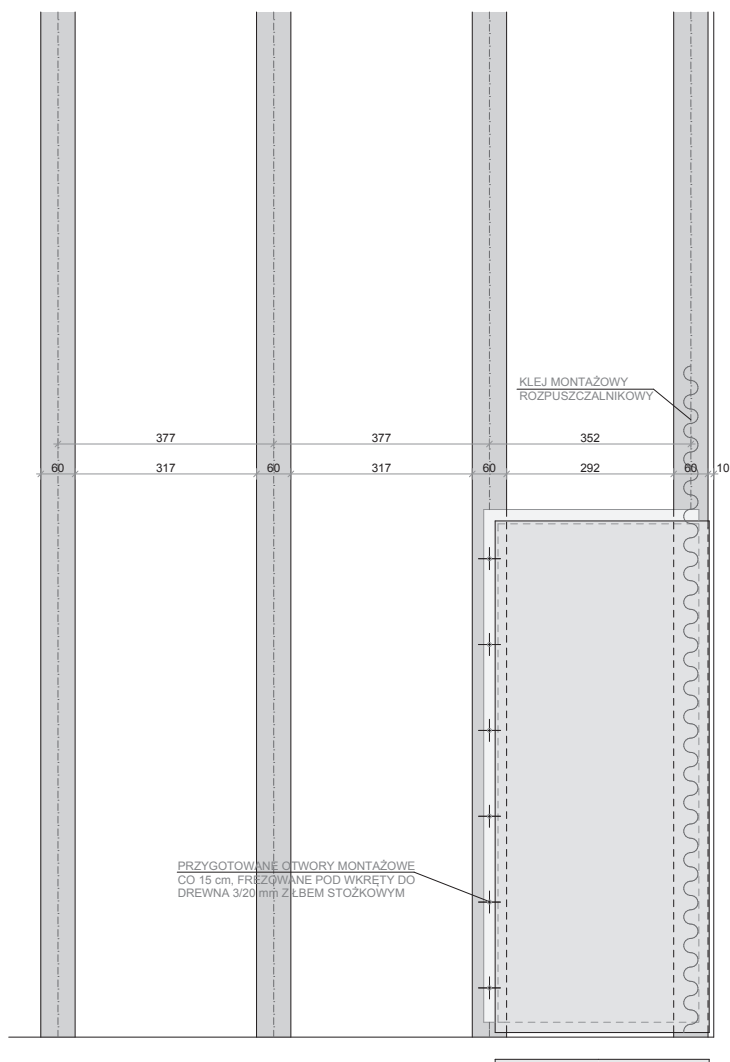 KLEJ MONTAŻOWY
ROZPUSZCZALNIKOWY
377 377 352
60 317 60 317 60 292 60 10
PRZYGOTOWANE OTWORY MONTAŻOWE
CO 15 cm, FREZOWANE POD WKRĘTY DO
DREWNA 3/20 mm Z ŁBEM STOŻKOWYM